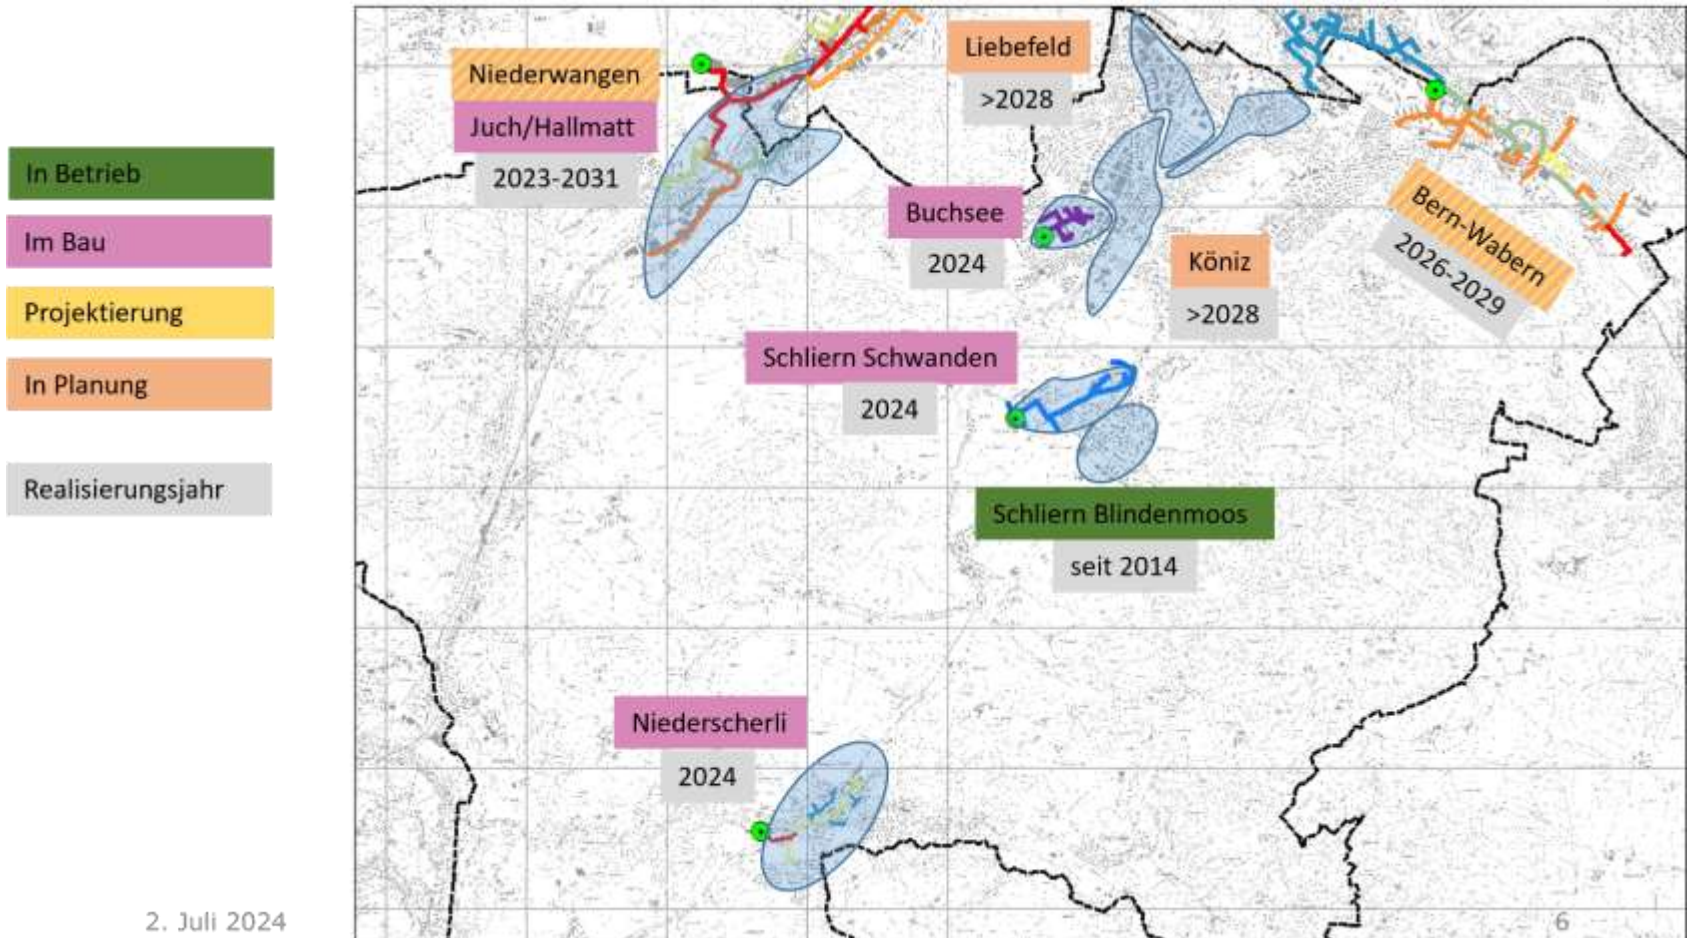 In Betrieb
Im Bau
Projektierung
In Planung
Realisierungsjahr
Niederwangen
Juch/Hallmatt
2023-2031
Liebefeld
>2028
Buchsee
2024
Köniz
>2028
Bern-Wabern
2026-2029
Schliern Schwanden
2024
Schliern Blindenmoos
seit 2014
Niederscherli
2024
2. Juli 2024
6